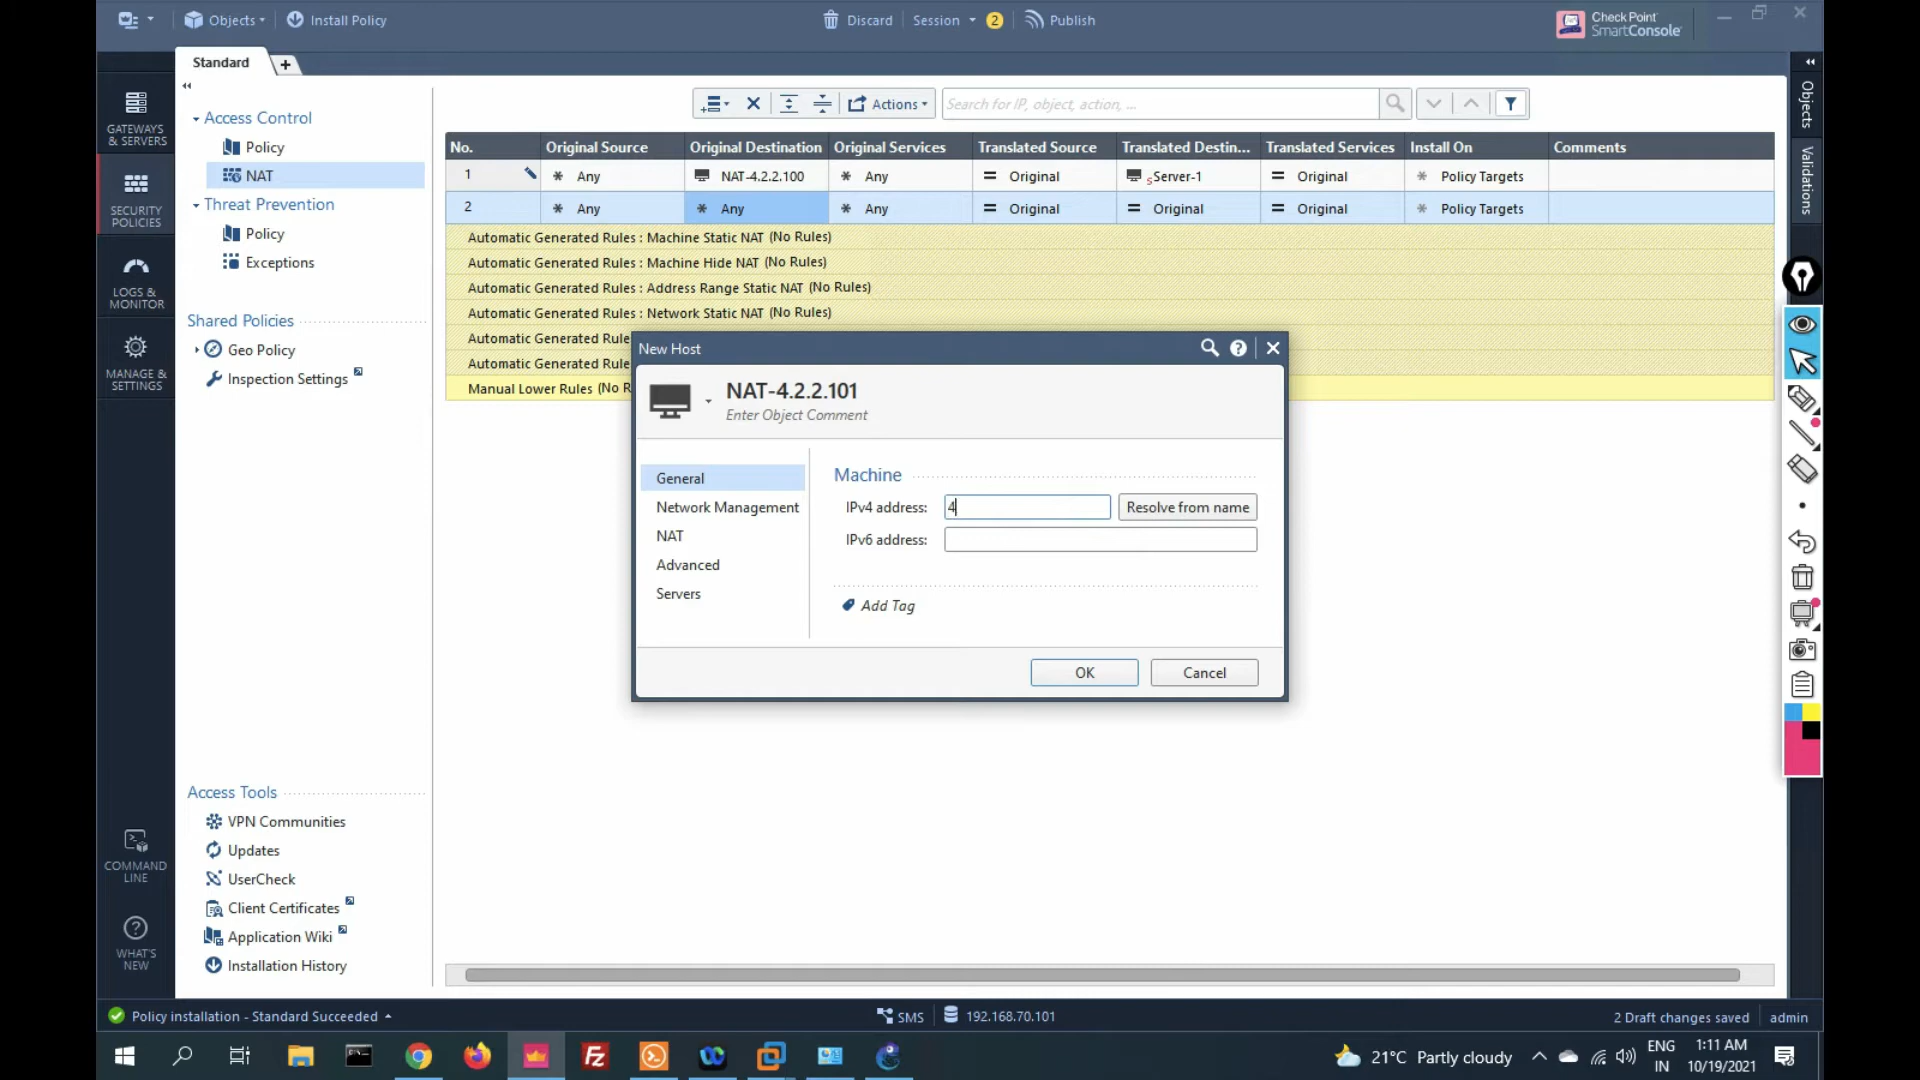 Objects
Install Policy
Discard
Session
2
Publish
Check Point
SmartConsole
Standard
+
GATEWAYS
& SERVERS
SECURITY
POLICIES
LOGS &
MONITOR
MANAGE &
SETTINGS
COMMAND
LINE
WHAT'S
NEW
Access Control
Policy
NAT
Threat Prevention
Policy
Exceptions
Shared Policies
Geo Policy
Inspection Settings
Access Tools
VPN Communities
Updates
UserCheck
Client Certificates
Application Wiki
Installation History
Actions
Search for IP, object, action, ...
No. Original Source Original Destination Original Services Translated Source Translated Destin... Translated Services Install On Comments
1 * Any NAT-4.2.2.100 * Any = Original sServer-1 = Original * Policy Targets
2 * Any * Any * Any = Original = Original = Original * Policy Targets
Automatic Generated Rules : Machine Static NAT (No Rules)
Automatic Generated Rules : Machine Hide NAT (No Rules)
Automatic Generated Rules : Address Range Static NAT (No Rules)
Automatic Generated Rules : Network Static NAT (No Rules)
Automatic Generated Rule
Automatic Generated Rule
Manual Lower Rules (No R
New Host
NAT-4.2.2.101
Enter Object Comment
General
Network Management
NAT
Advanced
Servers
Machine
IPv4 address: 4 Resolve from name
IPv6 address:
Add Tag
OK Cancel
Objects
Validations
Policy installation - Standard Succeeded
SMS
192.168.70.101
2 Draft changes saved
admin
21°C Partly cloudy
ENG
IN
1:11 AM
10/19/2021